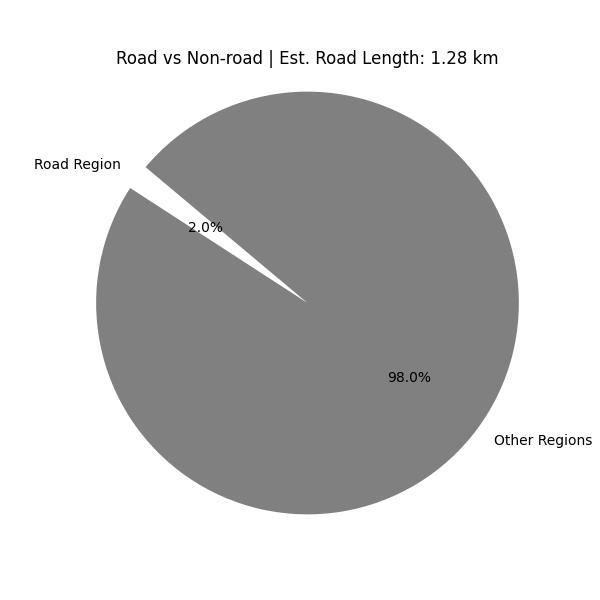 Road vs Non-road | Est. Road Length: 1.28 km
Road Region
2.0%
98.0%
Other Regions